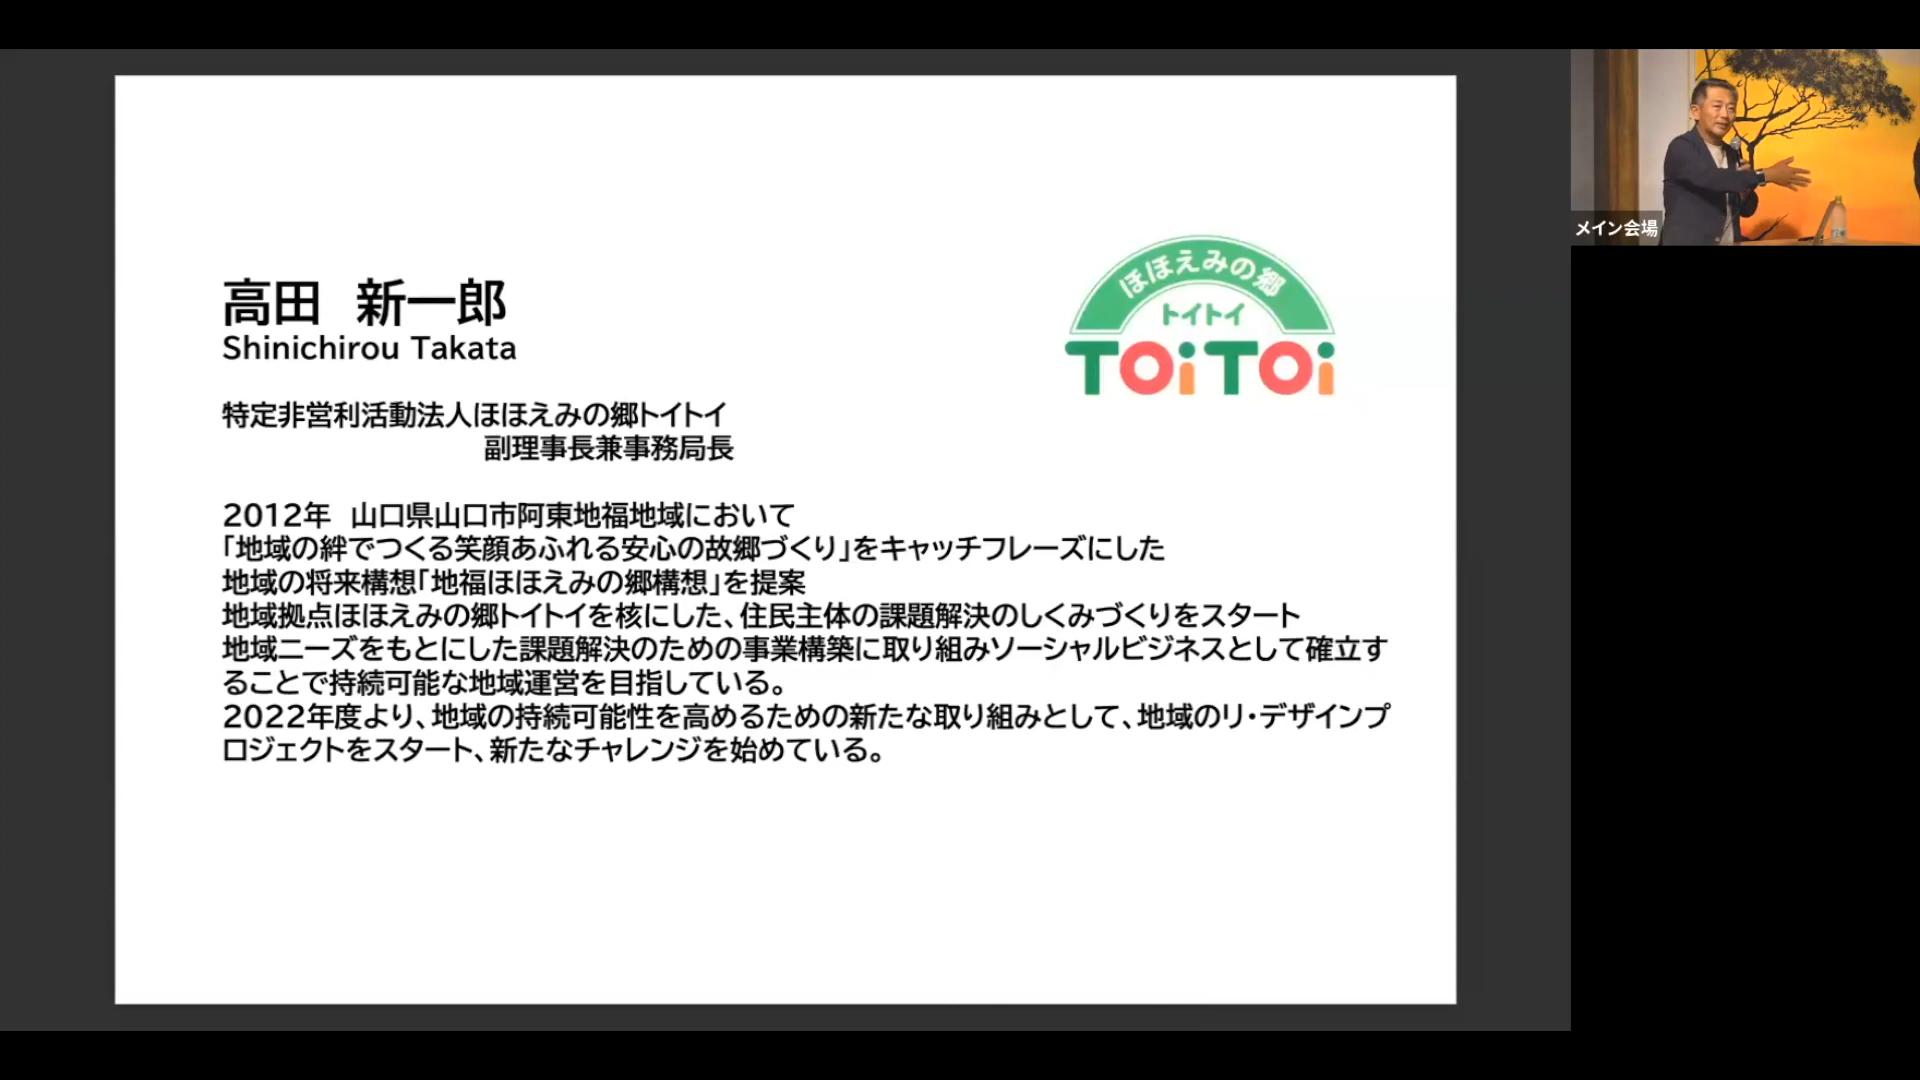 高田　新一郎
Shinichirou Takata
ほほえみの郷
トイトイ
TOiTOi
特定非営利活動法人ほほえみの郷トイトイ
副理事長兼事務局長
2012年　山口県山口市阿東地福地域において
「地域の絆でつくる笑顔あふれる安心の故郷づくり」をキャッチフレーズにした
地域の将来構想「地福ほほえみの郷構想」を提案
地域拠点ほほえみの郷トイトイを核にした、住民主体の課題解決のしくみづくりをスタート
地域ニーズをもとにした課題解決のための事業構築に取り組みソーシャルビジネスとして確立す
ることで持続可能な地域運営を目指している。
2022年度より、地域の持続可能性を高めるための新たな取り組みとして、地域のリ・デザインプ
ロジェクトをスタート、新たなチャレンジを始めている。
メイン会場